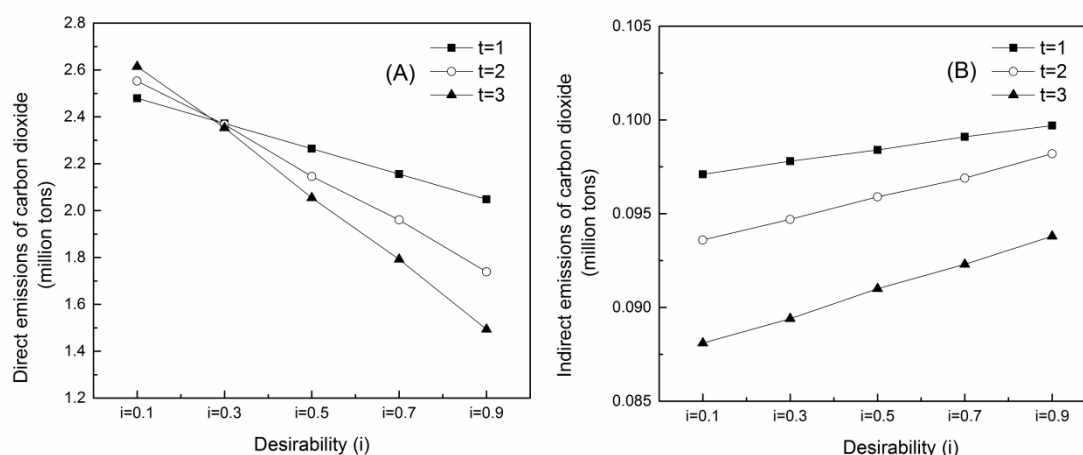 Direct emissions of carbon dioxide
(million tons)
2.8
2.6
2.4
2.2
2.0
1.8
1.6
1.4
1.2
(A)
t=1
t=2
t=3
i=0.1
i=0.3
i=0.5
i=0.7
i=0.9
Desirability (i)
Indirect emissions of carbon dioxide
(million tons)
0.105
0.100
0.095
0.090
0.085
(B)
t=1
t=2
t=3
i=0.1
i=0.3
i=0.5
i=0.7
i=0.9
Desirability (i)